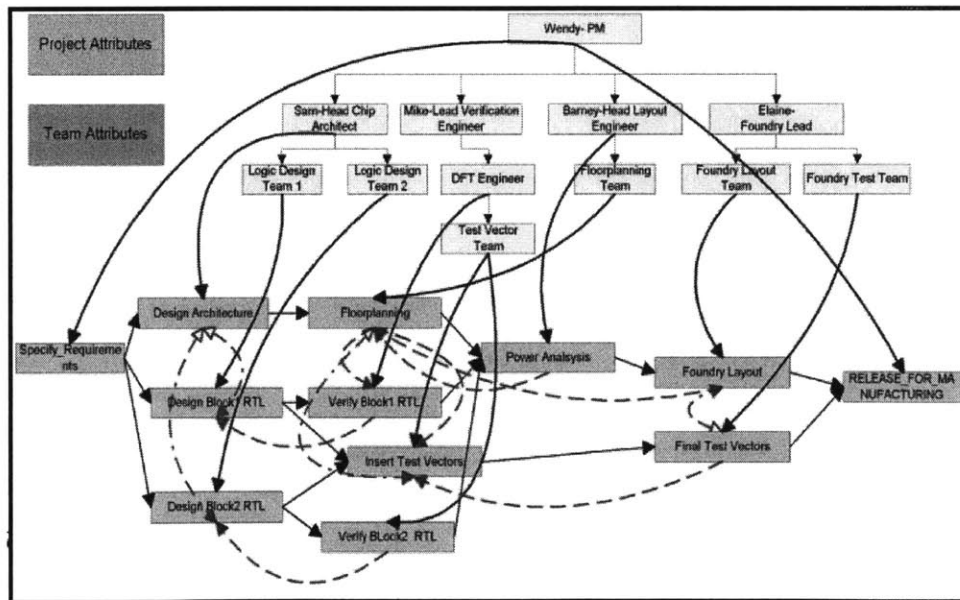 Project Attributes
Team Attributes
Wendy- PM
Sam-Head Chip
Architect
Mike-Lead Verification
Engineer
Barney-Head Layout
Engineer
Elaine-
Foundry Lead
Logic Design
Team 1
Logic Design
Team 2
DFT Engineer
Floorplanning
Team
Foundry Layout
Team
Foundry Test Team
Test Vector
Team
Design Architecture
Floorplanning
Specify_Requireme
nts
Power Analsysis
Foundry Layout
RELEASE_FOR_MA
NUFACTURING
Design Block1 RTL
Verify Block1 RTL
Insert Test Vectors
Final Test Vectors
Design Block2 RTL
Verify BLock2 RTL